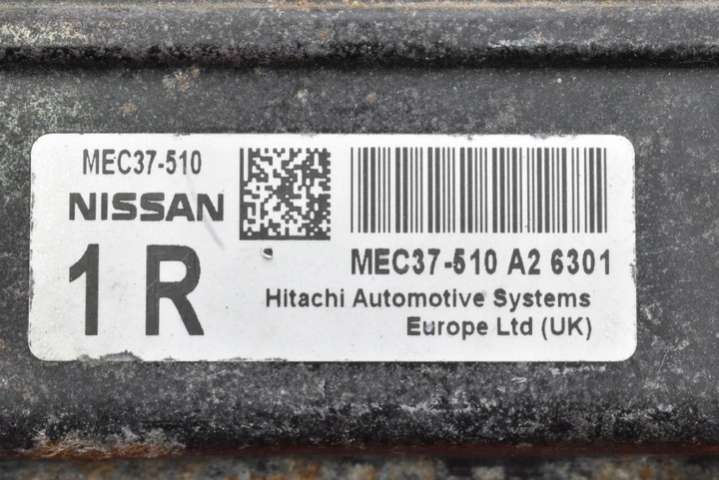 MEC37-510
NISSAN
1 R
MEC37-510 A2 6301
Hitachi Automotive Systems
Europe Ltd (UK)